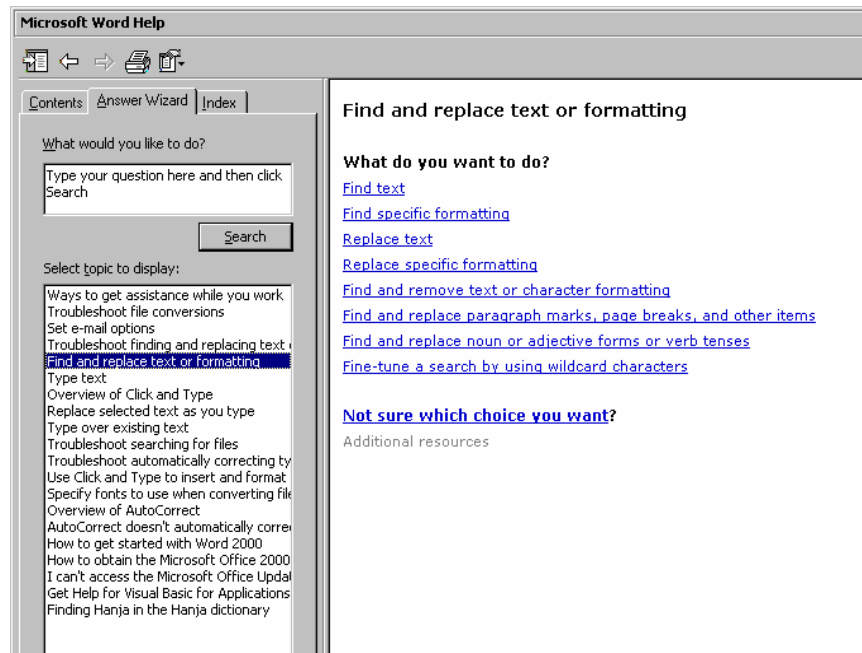 Microsoft Word Help
Contents Answer Wizard Index
What would you like to do?
Type your question here and then click
Search
Search
Select topic to display:
Ways to get assistance while you work
Troubleshoot file conversions
Set e-mail options
Troubleshoot finding and replacing text
Find and replace text or formatting
Type text
Overview of Click and Type
Replace selected text as you type
Type over existing text
Troubleshoot searching for files
Troubleshoot automatically correcting ty
Use Click and Type to insert and format
Specify fonts to use when converting file
Overview of AutoCorrect
AutoCorrect doesn't automatically corre
How to get started with Word 2000
How to obtain the Microsoft Office 2000
I can't access the Microsoft Office Updat
Get Help for Visual Basic for Applications
Finding Hanja in the Hanja dictionary
Find and replace text or formatting
What do you want to do?
Find text
Find specific formatting
Replace text
Replace specific formatting
Find and remove text or character formatting
Find and replace paragraph marks, page breaks, and other items
Find and replace noun or adjective forms or verb tenses
Fine-tune a search by using wildcard characters
Not sure which choice you want?
Additional resources